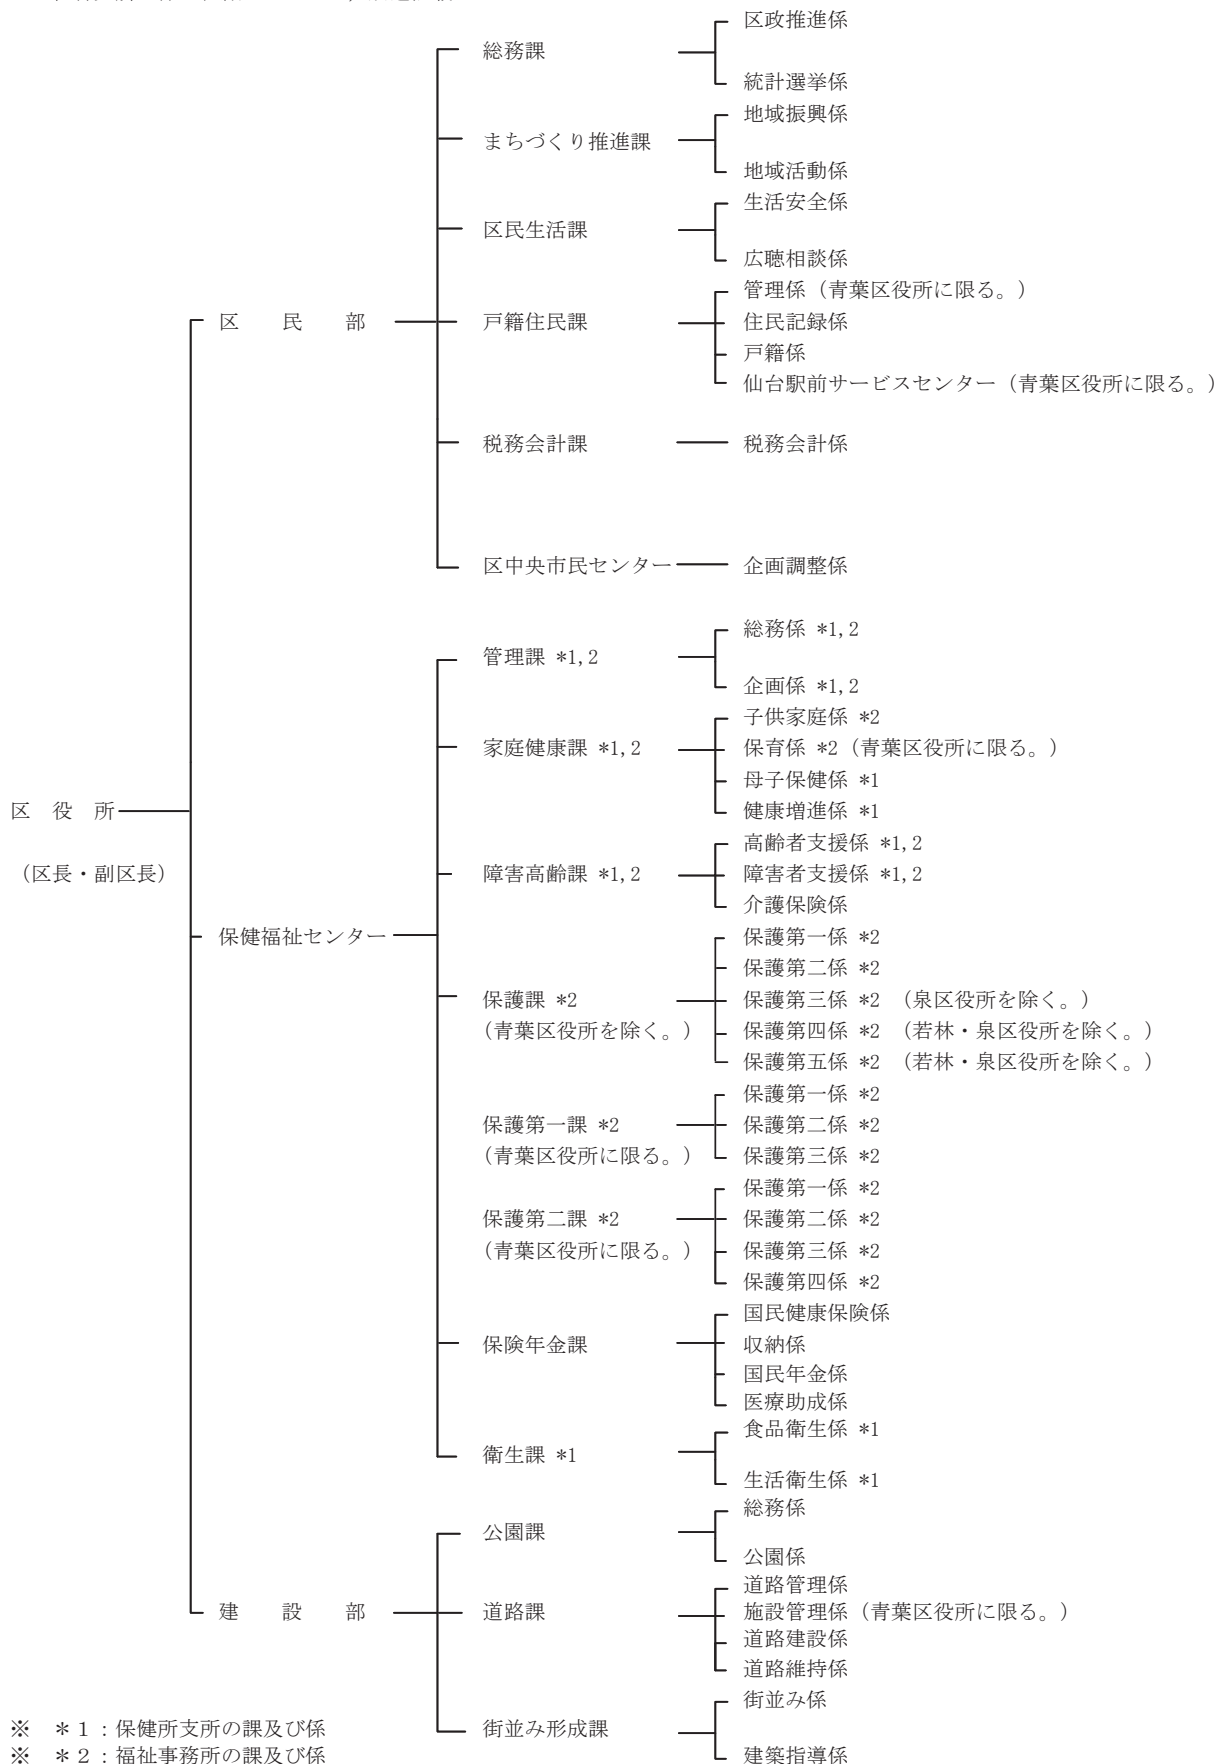 区政推進係
総務課
統計選挙係
地域振興係
まちづくり推進課
地域活動係
生活安全係
区民生活課
広聴相談係
管理係（青葉区役所に限る。）
区　民　部　戸籍住民課　住民記録係
戸籍係
仙台駅前サービスセンター（青葉区役所に限る。）
税務会計課　税務会計係
区中央市民センター　企画調整係
総務係 *1,2
管理課 *1,2
企画係 *1,2
子供家庭係 *2
家庭健康課 *1,2　保育係 *2（青葉区役所に限る。）
母子保健係 *1
区　役　所　健康増進係 *1
高齢者支援係 *1,2
（区長・副区長）　障害高齢課 *1,2　障害者支援係 *1,2
介護保険係
保健福祉センター　保護第一係 *2
保護第二係 *2
保護課 *2　保護第三係 *2 （泉区役所を除く。）
（青葉区役所を除く。）　保護第四係 *2 （若林・泉区役所を除く。）
保護第五係 *2 （若林・泉区役所を除く。）
保護第一係 *2
保護第一課 *2　保護第二係 *2
（青葉区役所に限る。）　保護第三係 *2
保護第一係 *2
保護第二課 *2　保護第二係 *2
（青葉区役所に限る。）　保護第三係 *2
保護第四係 *2
国民健康保険係
保険年金課　収納係
国民年金係
医療助成係
食品衛生係 *1
衛生課 *1
生活衛生係 *1
総務係
公園課
公園係
道路管理係
建　設　部　道路課　施設管理係（青葉区役所に限る。）
道路建設係
道路維持係
街並み係
※　＊１：保健所支所の課及び係　街並み形成課
※　＊２：福祉事務所の課及び係　建築指導係